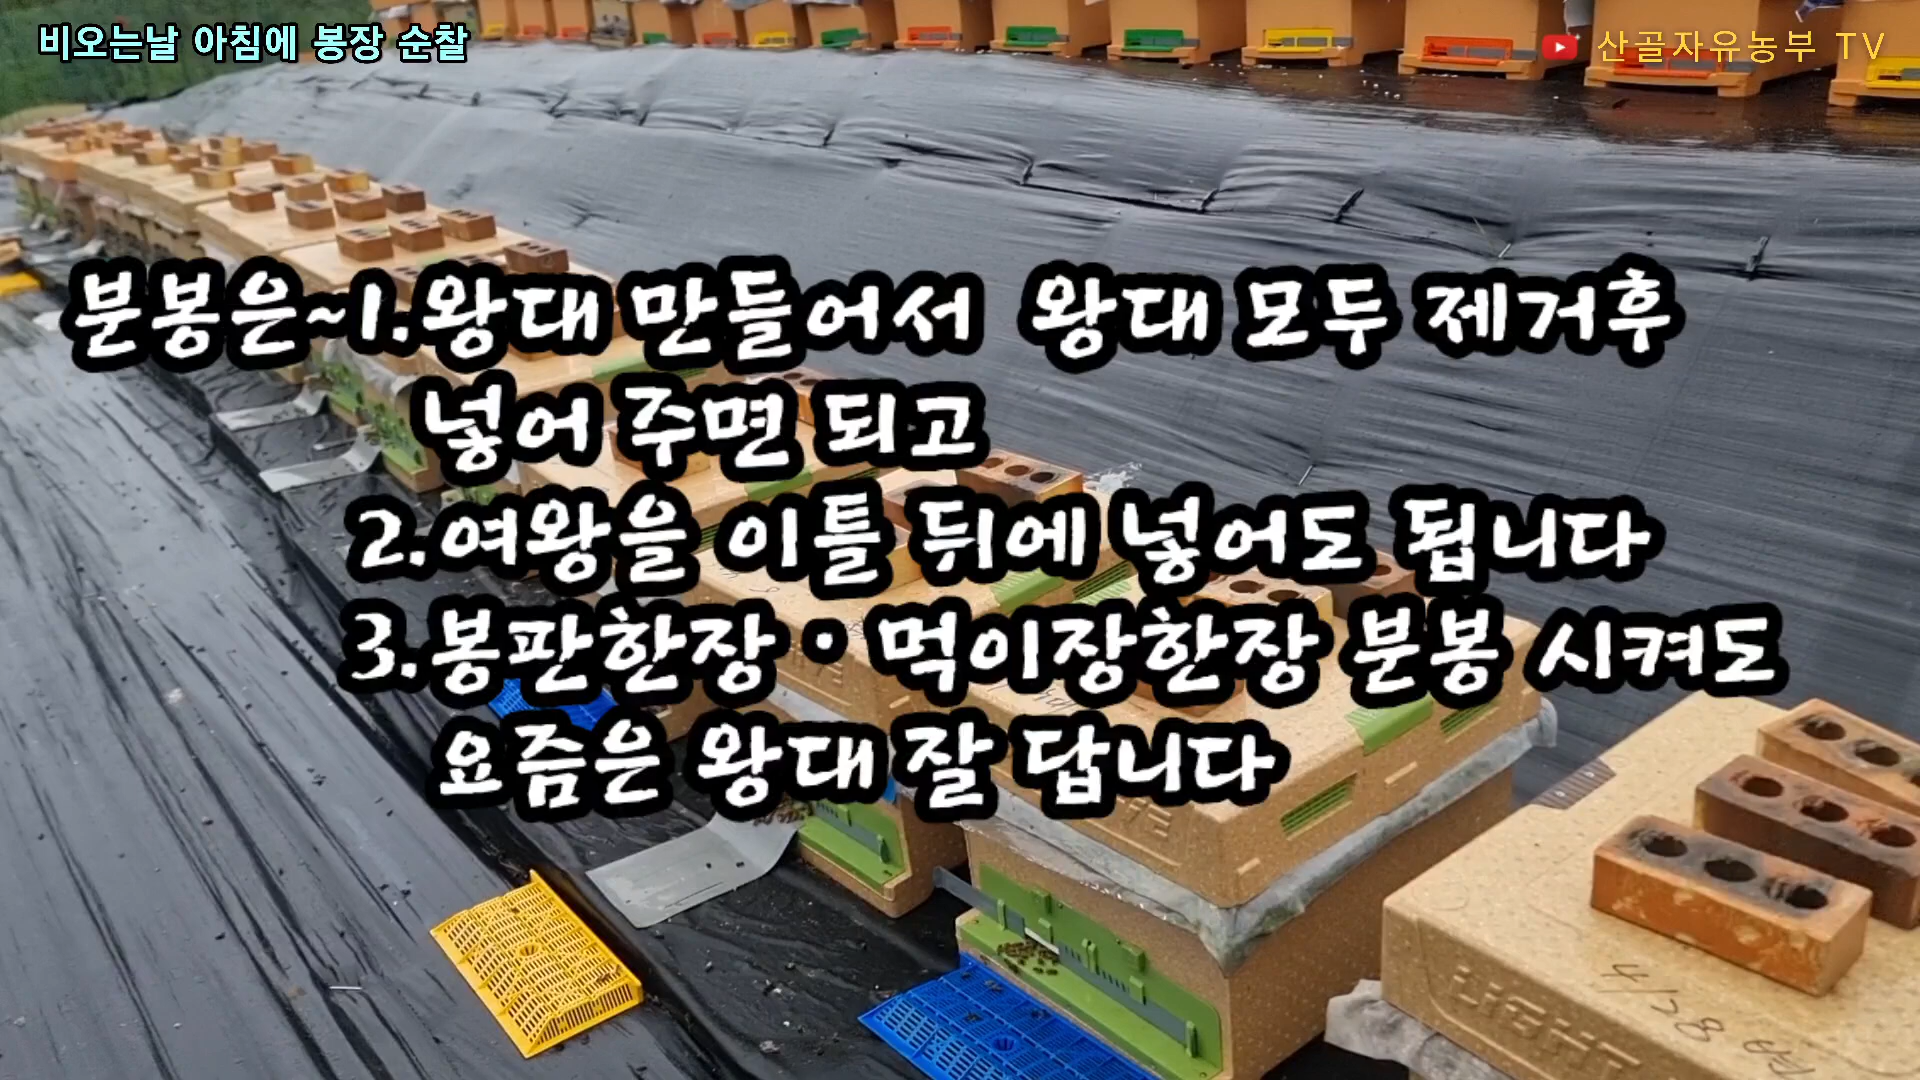 비오는날 아침에 봉장 순찰
산골자유농부 TV
분봉은~1.왕대 만들어서 왕대 모두 제거후
넣어 주면 되고
2.여왕을 이틀 뒤에 넣어도 됩니다
3.봉판한장·먹이장한장 분봉 시켜도
요즘은 왕대 잘 답니다
4/28
LIGHT